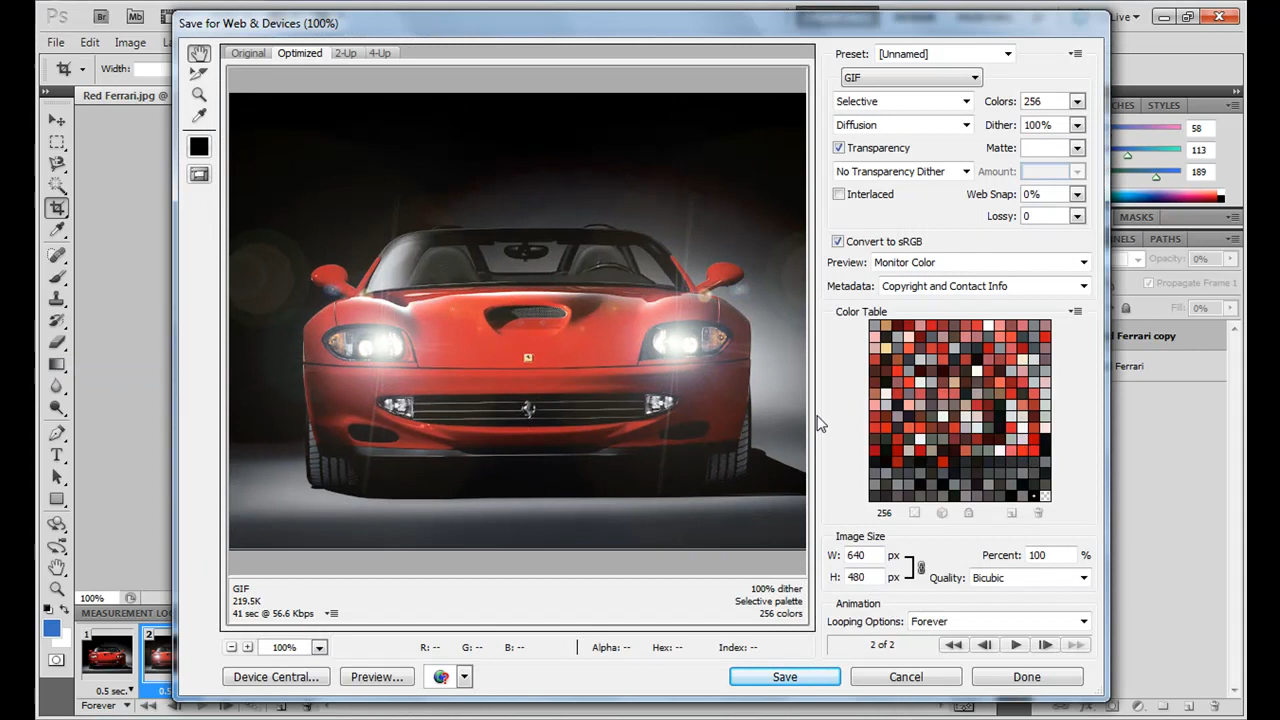 Save for Web & Devices (100%)
Ps
Br
Mb
Live
File Edit Image
Width:
Red Ferrari.jpg @
Original Optimized 2-Up 4-Up
Preset: [Unnamed]
GIF
Selective Colors: 256
Diffusion Dither: 100%
Transparency Matte:
No Transparency Dither Amount:
Interlaced Web Snap: 0%
Lossy: 0
Convert to sRGB
Preview: Monitor Color
Metadata: Copyright and Contact Info
Color Table
256
Image Size
W: 640 px Percent: 100 %
H: 480 px Quality: Bicubic
Animation
Looping Options: Forever
2 of 2
GIF
219.5K
41 sec @ 56.6 Kbps
100% dither
Selective palette
256 colors
100% R: -- G: -- B: -- Alpha: -- Hex: -- Index: --
Device Central... Preview... Save Cancel Done
STYLES
58
113
189
MASKS
PATHS
Opacity: 0%
Propagate Frame 1
Fill: 0%
Ferrari copy
Ferrari
100%
MEASUREMENT LO
1 2
0.5 sec. 0.5
Forever